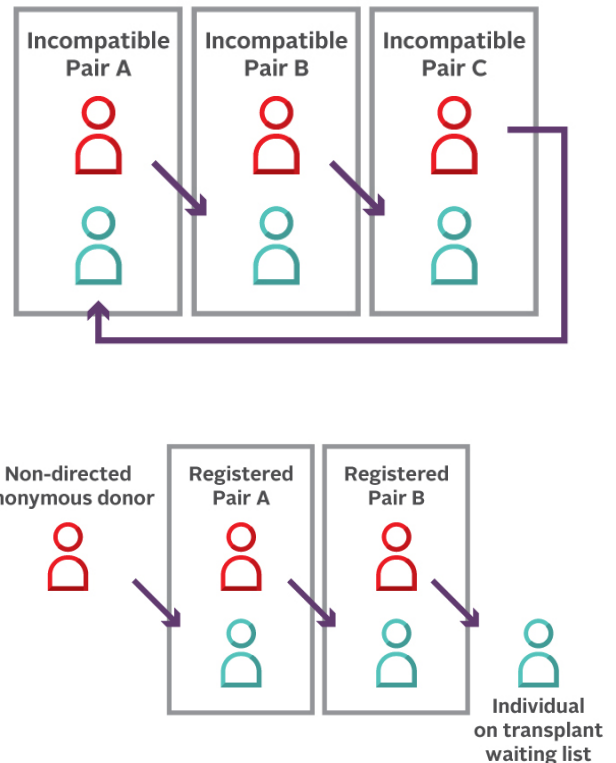 Incompatible
Pair A
Incompatible
Pair B
Incompatible
Pair C
Non-directed
nonymous donor
Registered
Pair A
Registered
Pair B
Individual
on transplant
waiting list